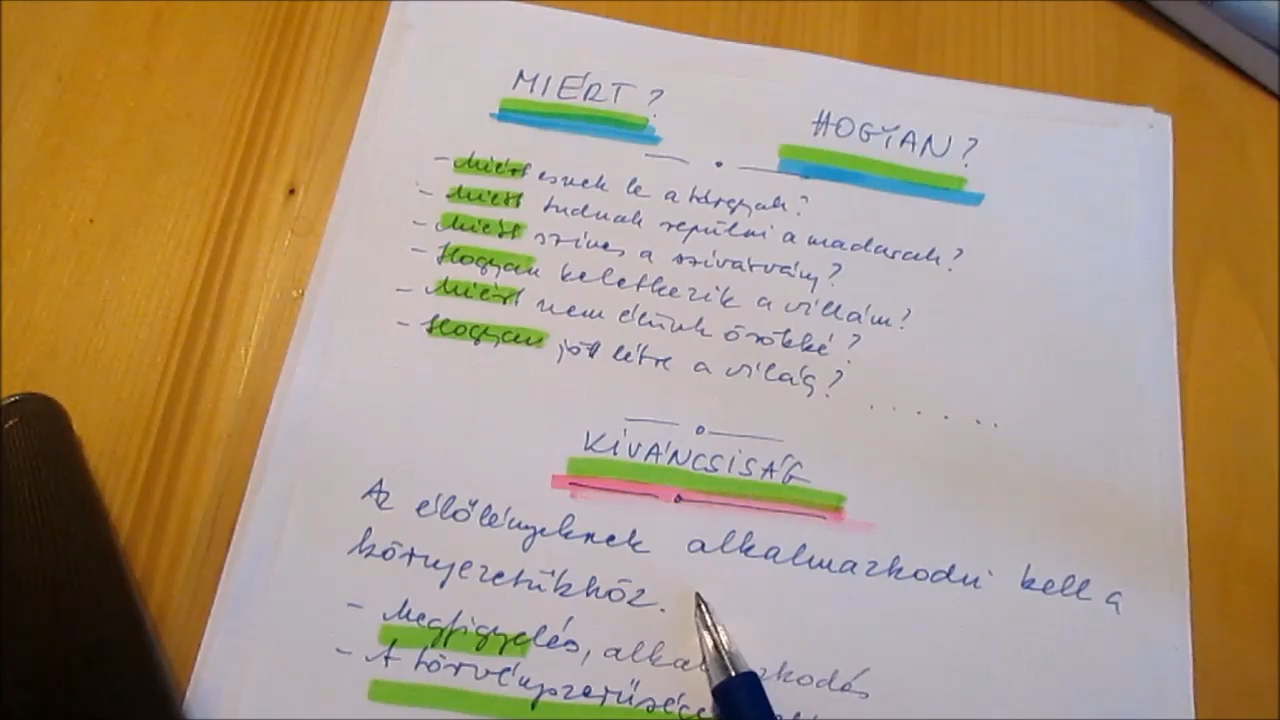 MIÉRT?
HOGYAN?
- Miért esnek le a tárgyak?
- Miért tudnak repülni a madarak?
- Miért színes a szivárvány?
- Hogyan keletkezik a villám?
- Miért nem élünk örökké?
- Hogyan jött létre a világ? ......
KÍVÁNCSISÁG
Az élőlényeknek alkalmazkodni kell a
környezetükhöz.
- Megfigyelés, alkalmazkodás
- A törvényszerűsége